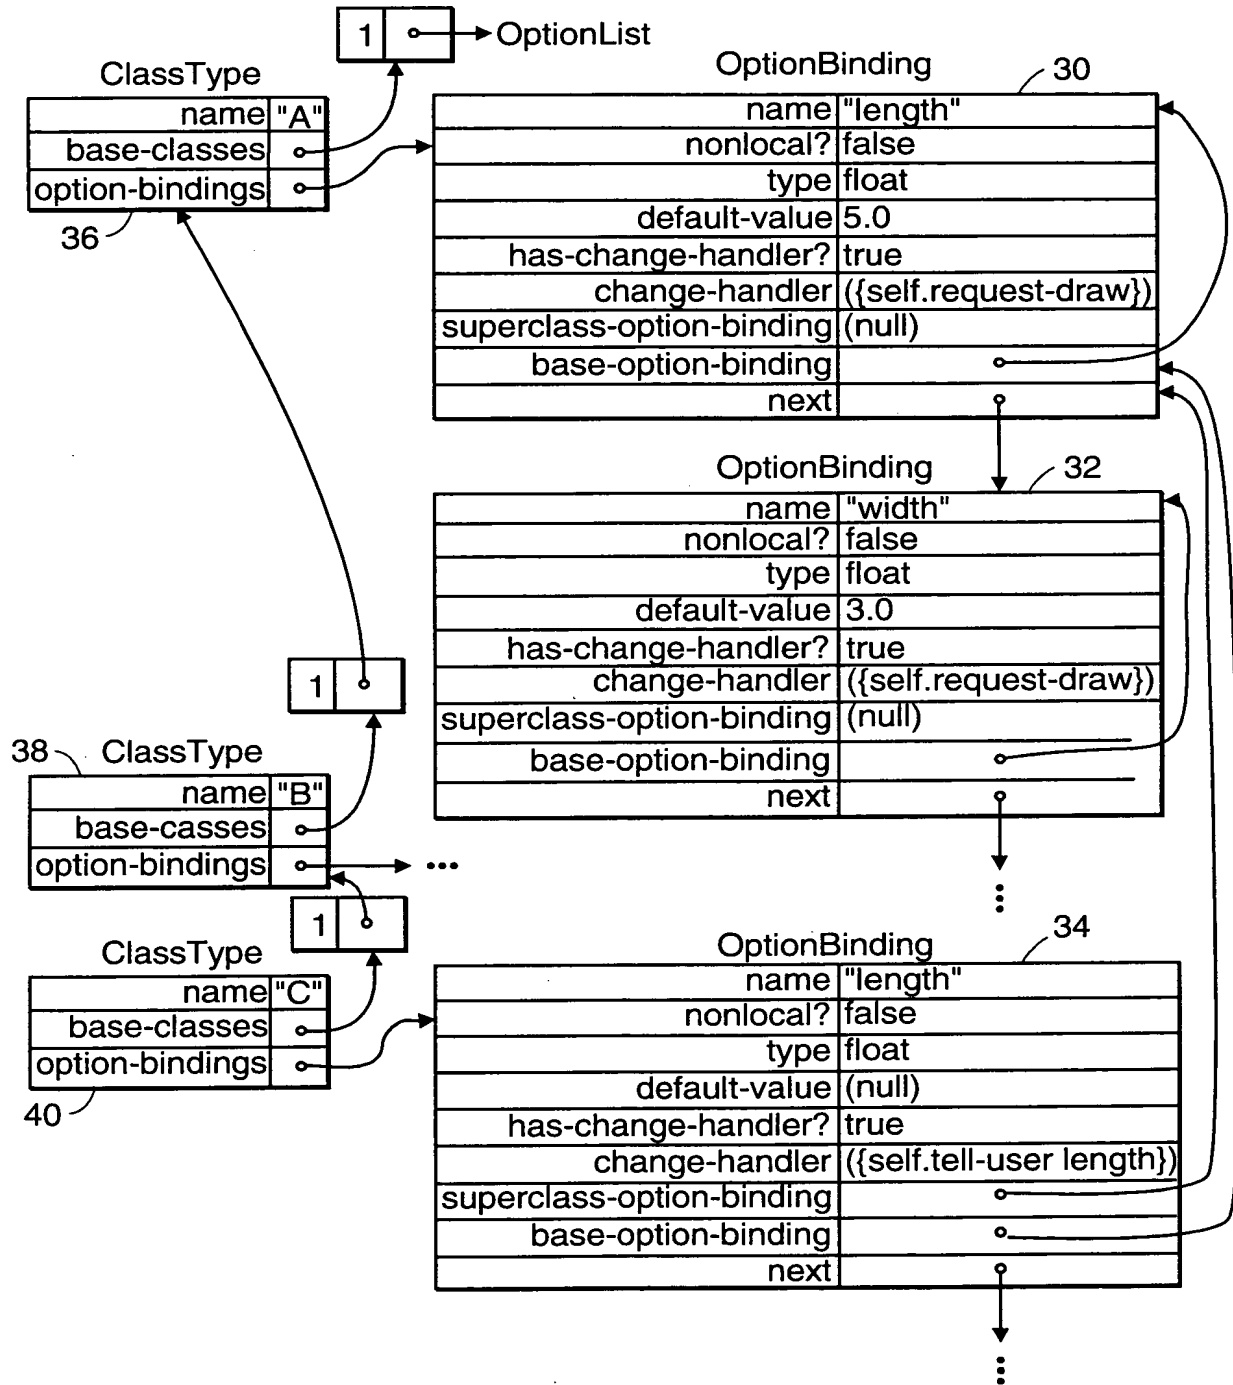 1 OptionList
ClassType
name "A"
base-classes
option-bindings
36
OptionBinding
30
name "length"
nonlocal? false
type float
default-value 5.0
has-change-handler? true
change-handler ({self.request-draw})
superclass-option-binding (null)
base-option-binding
next
OptionBinding
32
name "width"
nonlocal? false
type float
default-value 3.0
has-change-handler? true
change-handler ({self.request-draw})
superclass-option-binding (null)
base-option-binding
next
1
38
ClassType
name "B"
base-casses
option-bindings
1
ClassType
name "C"
base-classes
option-bindings
40
OptionBinding
34
name "length"
nonlocal? false
type float
default-value (null)
has-change-handler? true
change-handler ({self.tell-user length})
superclass-option-binding
base-option-binding
next